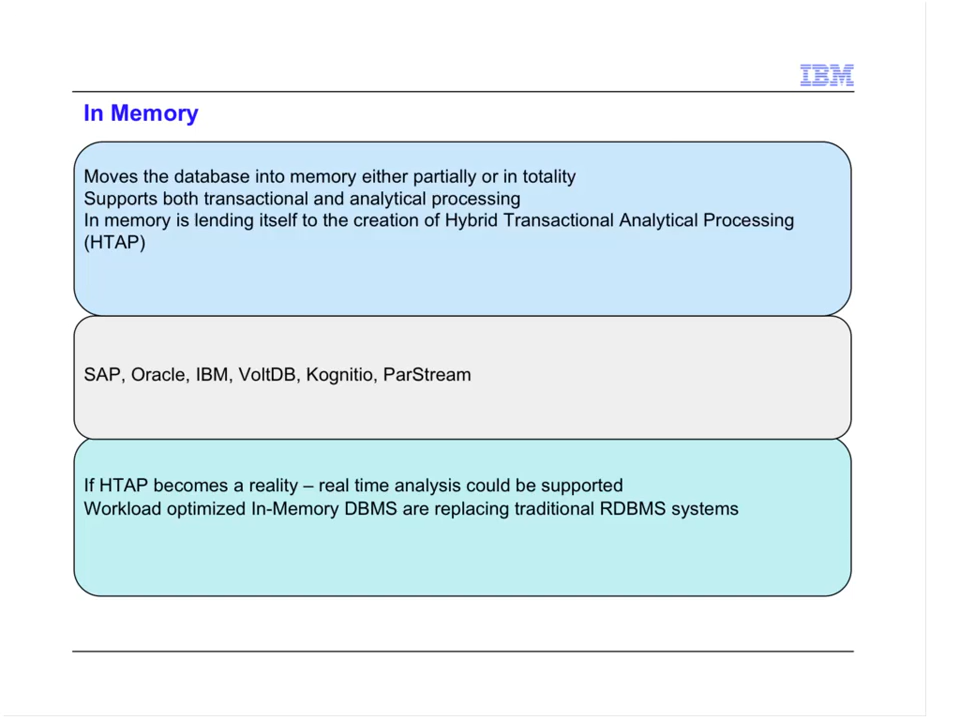 IBM
In Memory
Moves the database into memory either partially or in totality
Supports both transactional and analytical processing
In memory is lending itself to the creation of Hybrid Transactional Analytical Processing
(HTAP)
SAP, Oracle, IBM, VoltDB, Kognitio, ParStream
If HTAP becomes a reality – real time analysis could be supported
Workload optimized In-Memory DBMS are replacing traditional RDBMS systems